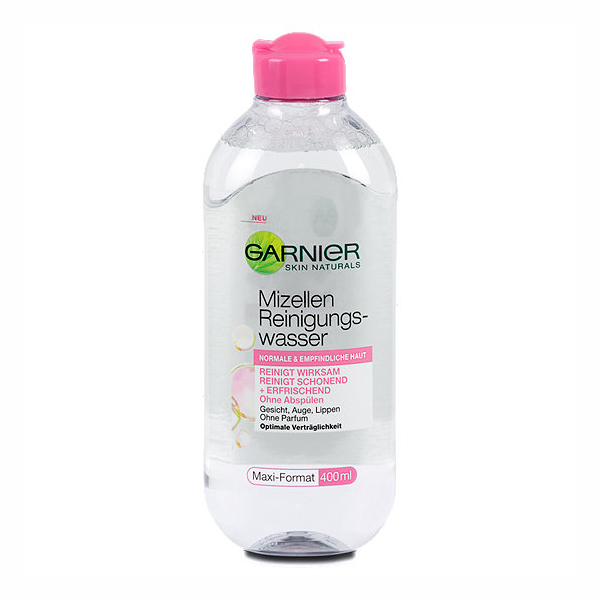 NEU
GARNIER
SKIN NATURALS
Mizellen
Reinigungs-
wasser
NORMALE & EMPFINDLICHE HAUT
REINIGT WIRKSAM
REINIGT SCHONEND
+ ERFRISCHEND
Ohne Abspülen
Gesicht, Auge, Lippen
Ohne Parfum
Optimale Verträglichkeit
Maxi-Format 400ml